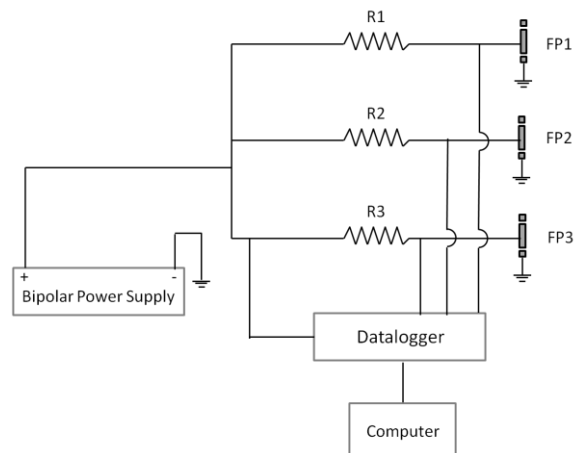 R1
FP1
R2
FP2
R3
FP3
+ -
Bipolar Power Supply
Datalogger
Computer